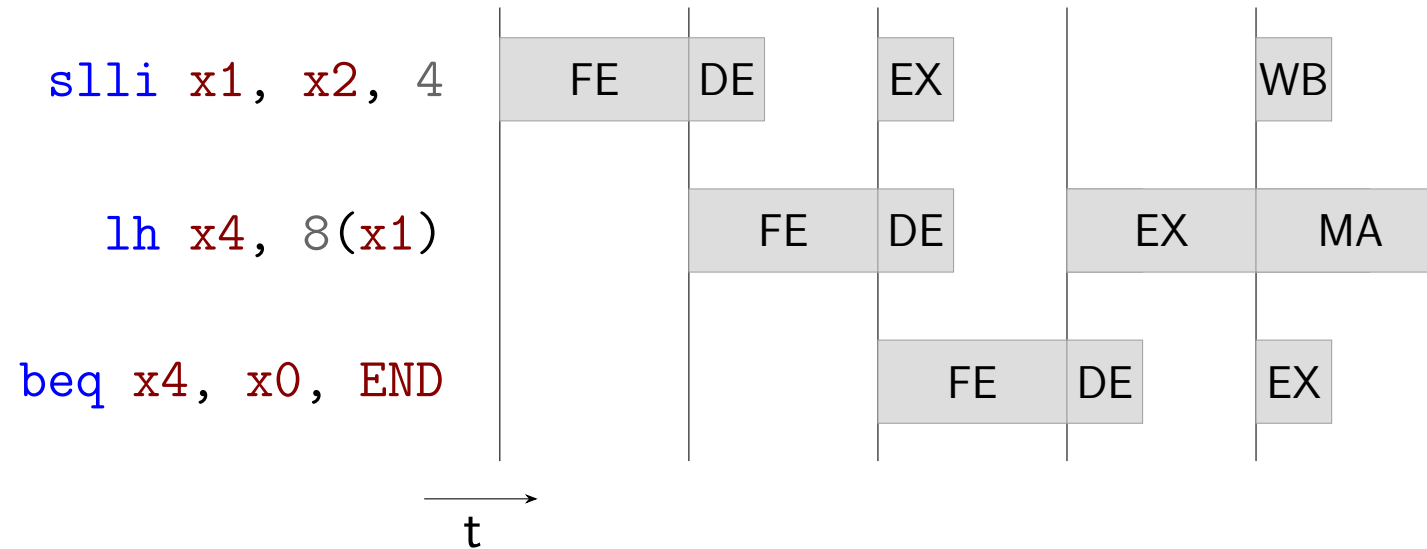 slli x1, x2, 4 FE DE EX WB
lh x4, 8(x1) FE DE EX MA
beq x4, x0, END FE DE EX
t